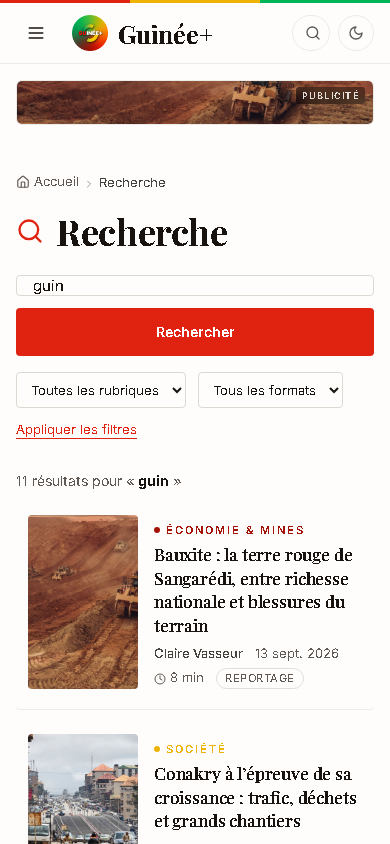 Guinée+
PUBLICITÉ
Accueil > Recherche
Recherche
guin
Rechercher
Toutes les rubriques
Tous les formats
Appliquer les filtres
11 résultats pour « guin »
ÉCONOMIE & MINES
Bauxite : la terre rouge de
Sangarédi, entre richesse
nationale et blessures du
terrain
Claire Vasseur 13 sept. 2026
8 min REPORTAGE
SOCIÉTÉ
Conakry à l’épreuve de sa
croissance : trafic, déchets
et grands chantiers